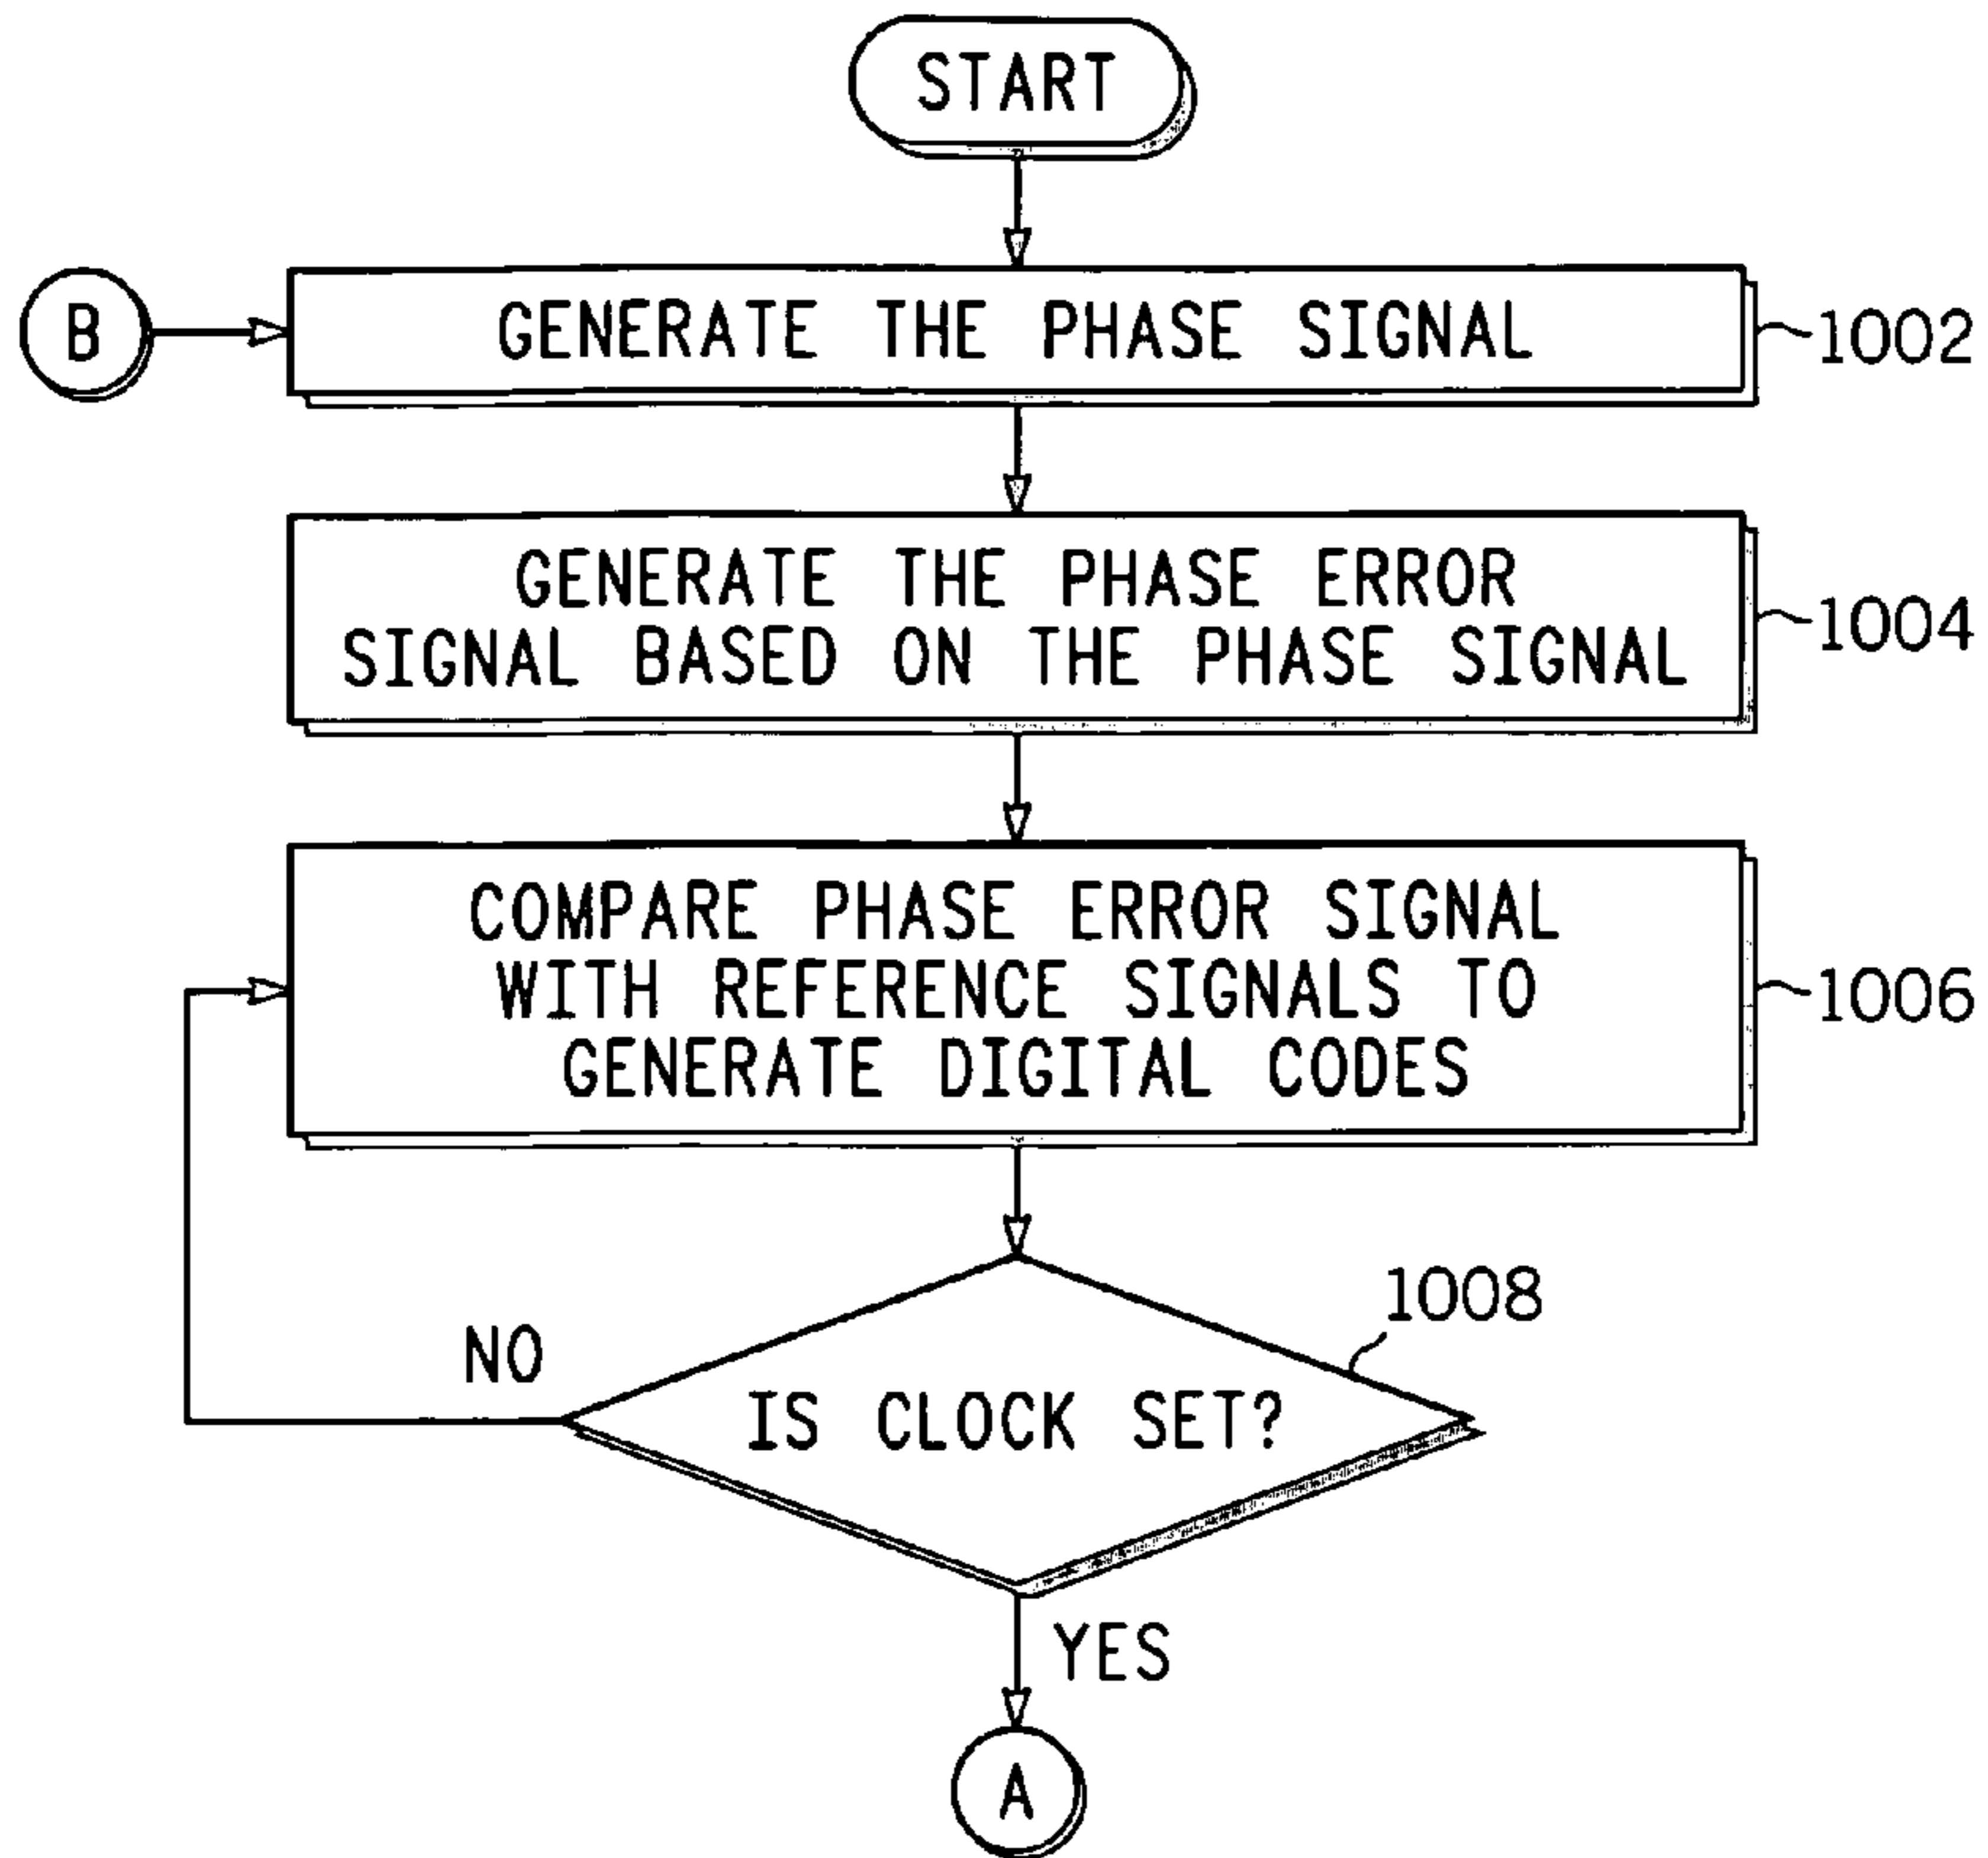 START
B
GENERATE THE PHASE SIGNAL
1002
GENERATE THE PHASE ERROR
SIGNAL BASED ON THE PHASE SIGNAL
1004
COMPARE PHASE ERROR SIGNAL
WITH REFERENCE SIGNALS TO
GENERATE DIGITAL CODES
1006
1008
NO
IS CLOCK SET?
YES
A